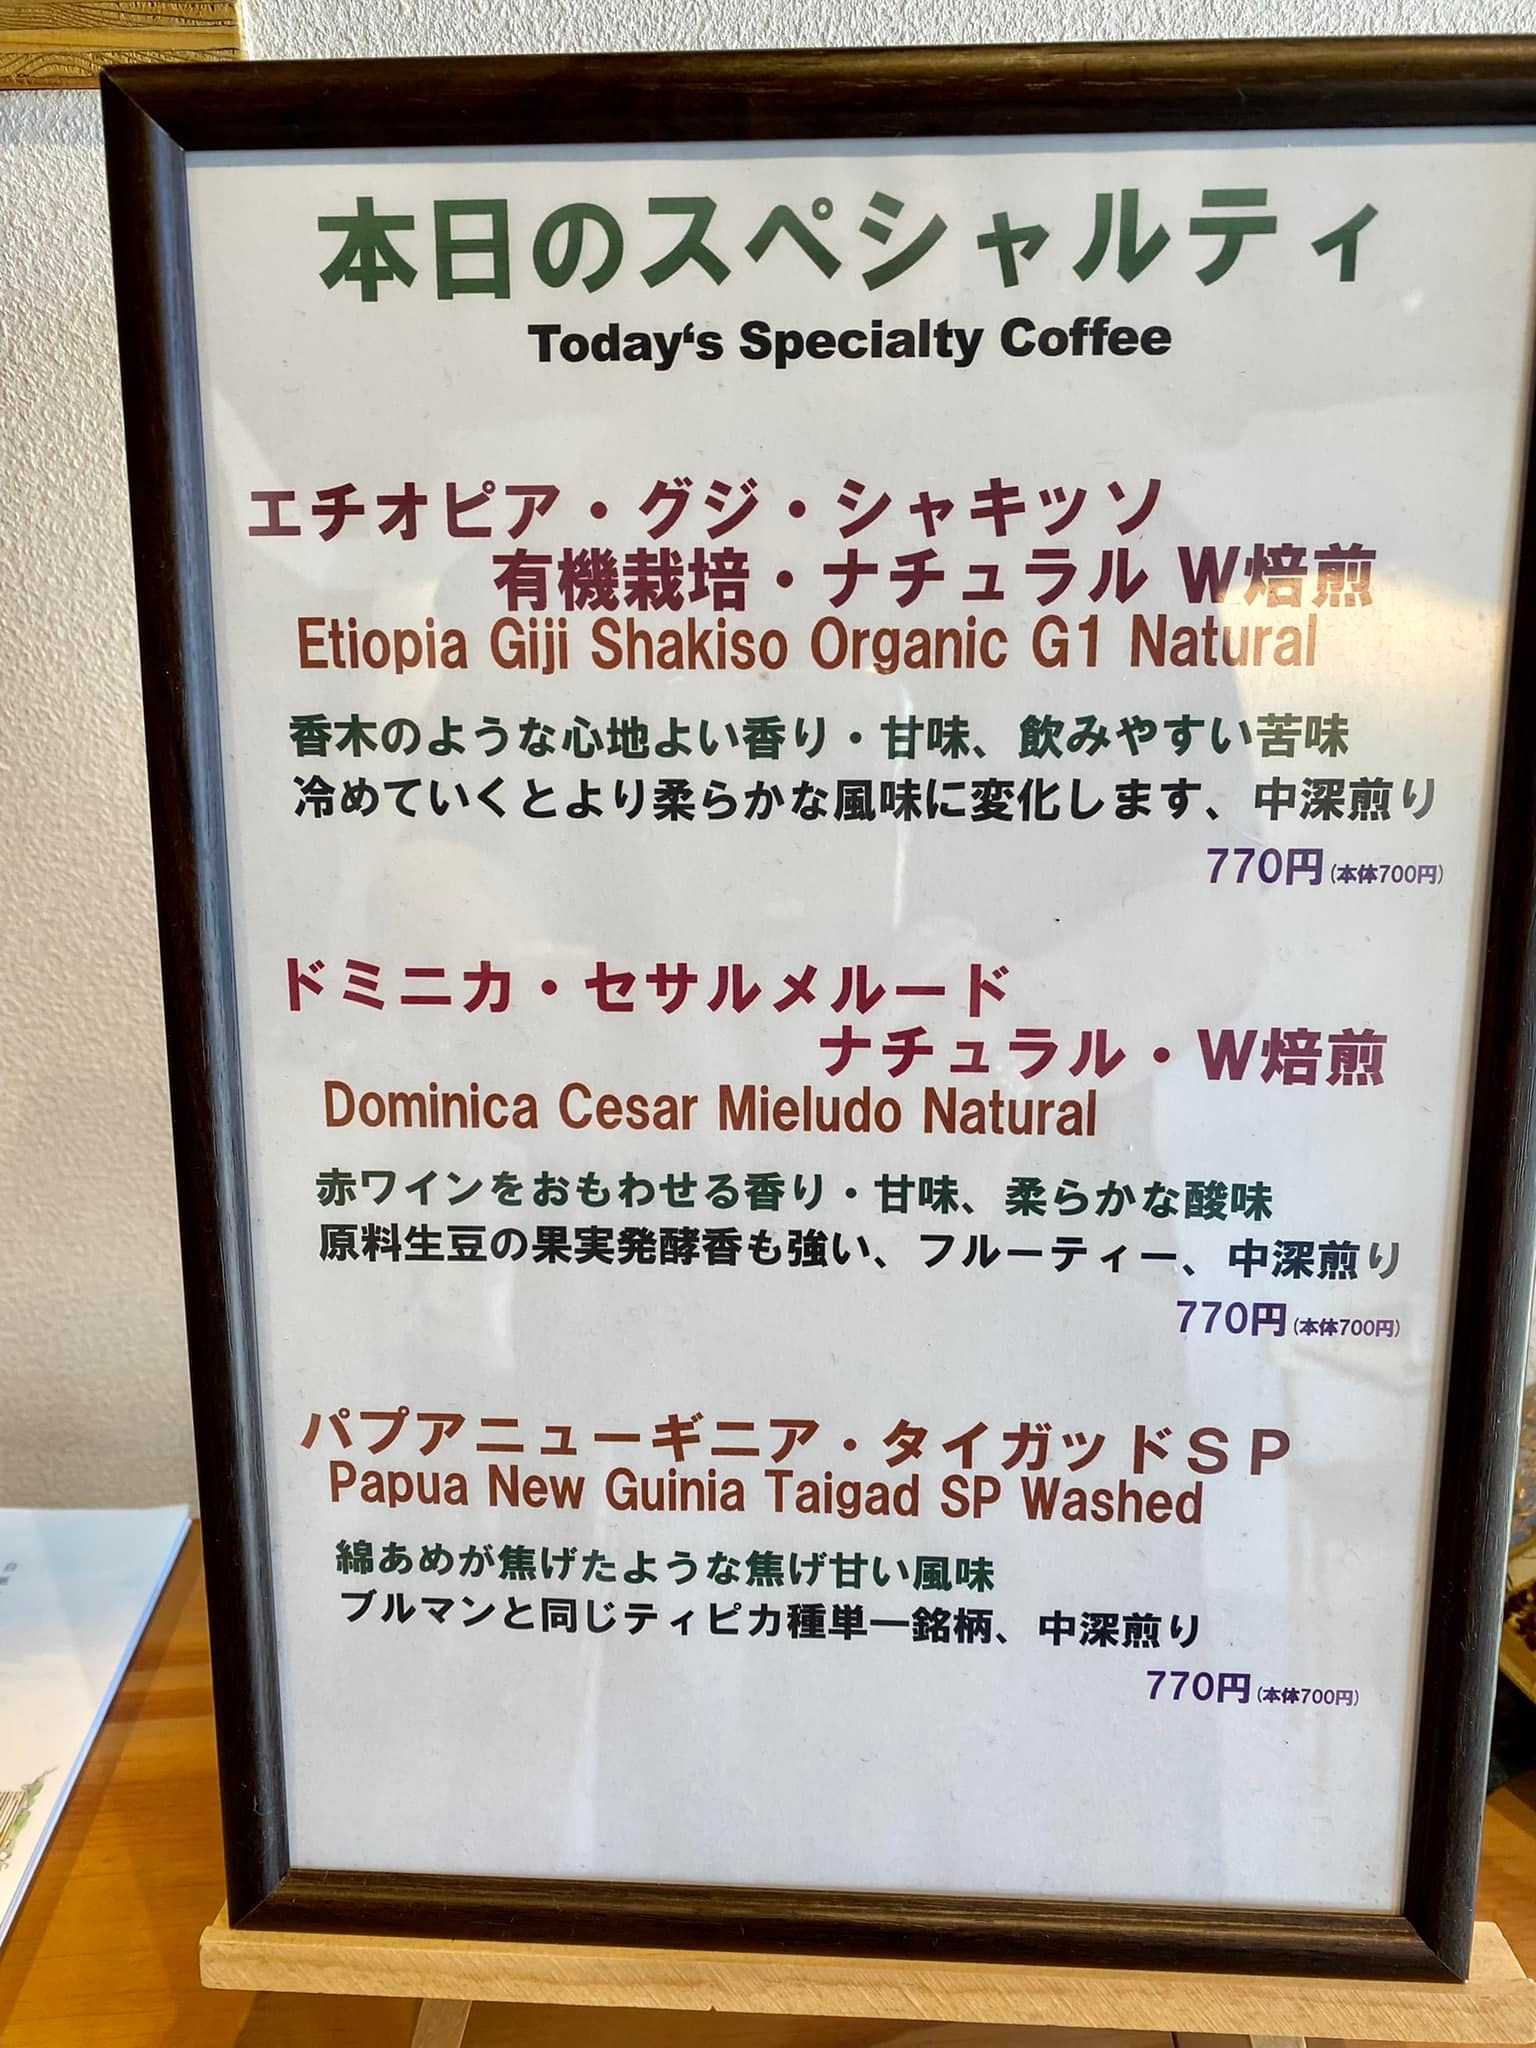 本日のスペシャルティ
Today‘s Specialty Coffee
エチオピア・グジ・シャキッソ
有機栽培・ナチュラル W焙煎
Etiopia Giji Shakiso Organic G1 Natural
香木のような心地よい香り・甘味、飲みやすい苦味
冷めていくとより柔らかな風味に変化します、中深煎り
770円(本体700円)
ドミニカ・セサルメルード
ナチュラル・W焙煎
Dominica Cesar Mieludo Natural
赤ワインをおもわせる香り・甘味、柔らかな酸味
原料生豆の果実発酵香も強い、フルーティー、中深煎り
770円(本体700円)
パプアニューギニア・タイガッドＳＰ
Papua New Guinia Taigad SP Washed
綿あめが焦げたような焦げ甘い風味
ブルマンと同じティピカ種単一銘柄、中深煎り
770円(本体700円)